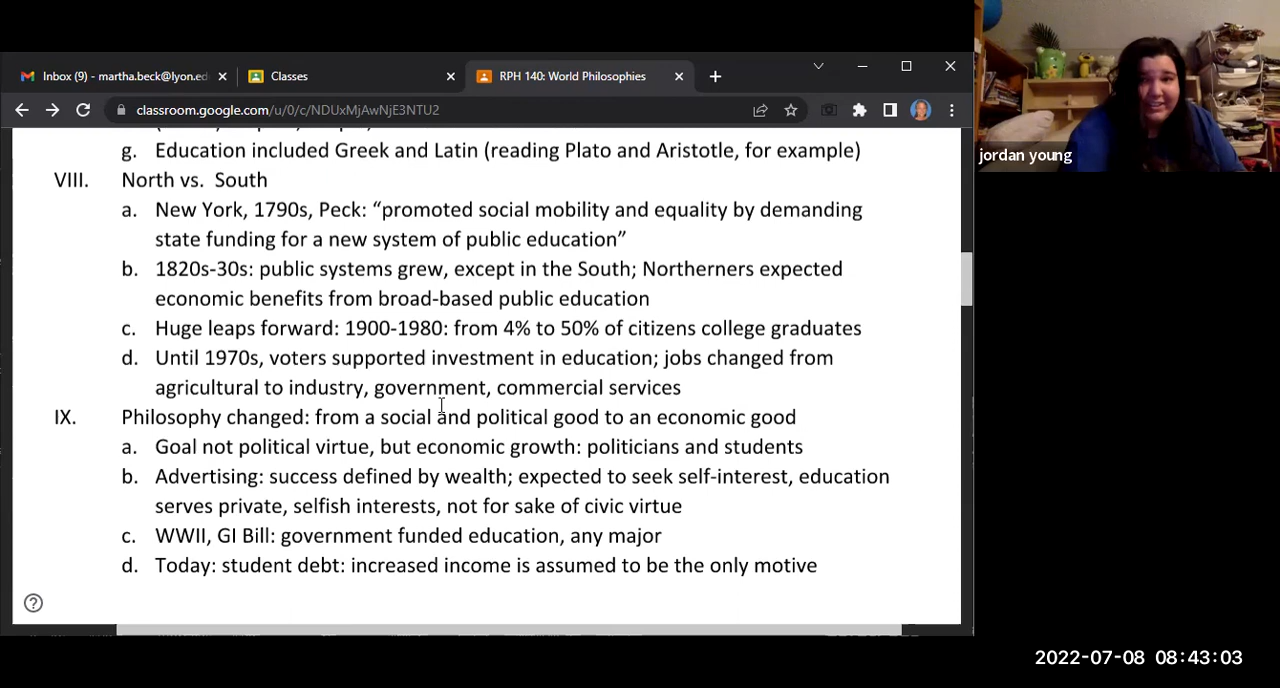 Inbox (9) - martha.beck@lyon.ed
Classes
RPH 140: World Philosophies
classroom.google.com/u/0/c/NDUxMjAwNjE3NTU2
g. Education included Greek and Latin (reading Plato and Aristotle, for example)
VIII. North vs. South
a. New York, 1790s, Peck: “promoted social mobility and equality by demanding
state funding for a new system of public education”
b. 1820s-30s: public systems grew, except in the South; Northerners expected
economic benefits from broad-based public education
c. Huge leaps forward: 1900-1980: from 4% to 50% of citizens college graduates
d. Until 1970s, voters supported investment in education; jobs changed from
agricultural to industry, government, commercial services
IX. Philosophy changed: from a social and political good to an economic good
a. Goal not political virtue, but economic growth: politicians and students
b. Advertising: success defined by wealth; expected to seek self-interest, education
serves private, selfish interests, not for sake of civic virtue
c. WWII, GI Bill: government funded education, any major
d. Today: student debt: increased income is assumed to be the only motive
jordan young
2022-07-08 08:43:03